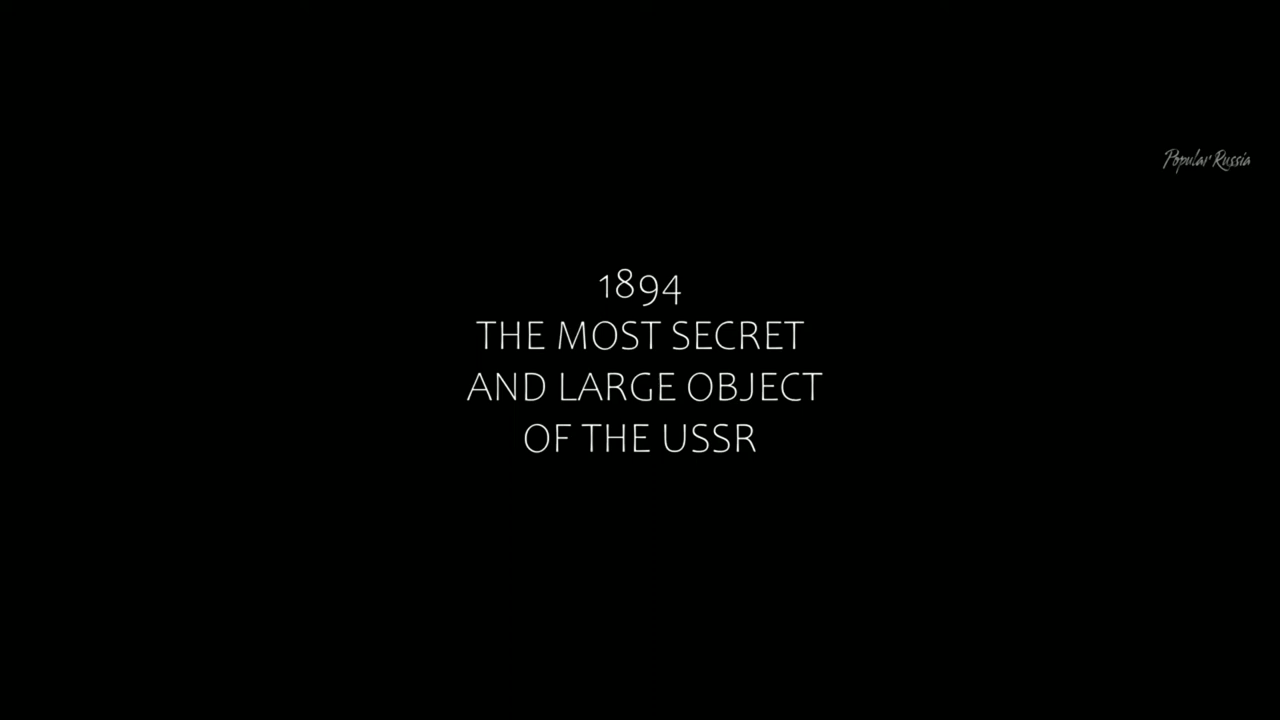 Popular Russia
1894
THE MOST SECRET
AND LARGE OBJECT
OF THE USSR